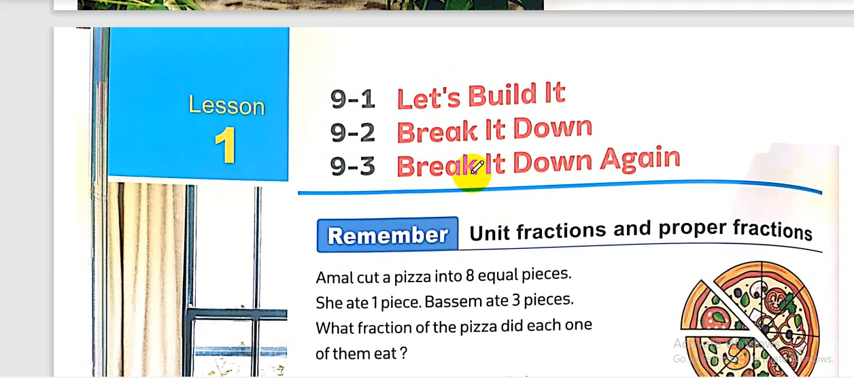 Lesson
1
9-1 Let's Build It
9-2 Break It Down
9-3 Break It Down Again
Remember Unit fractions and proper fractions
Amal cut a pizza into 8 equal pieces.
She ate 1 piece. Bassem ate 3 pieces.
What fraction of the pizza did each one
of them eat ?